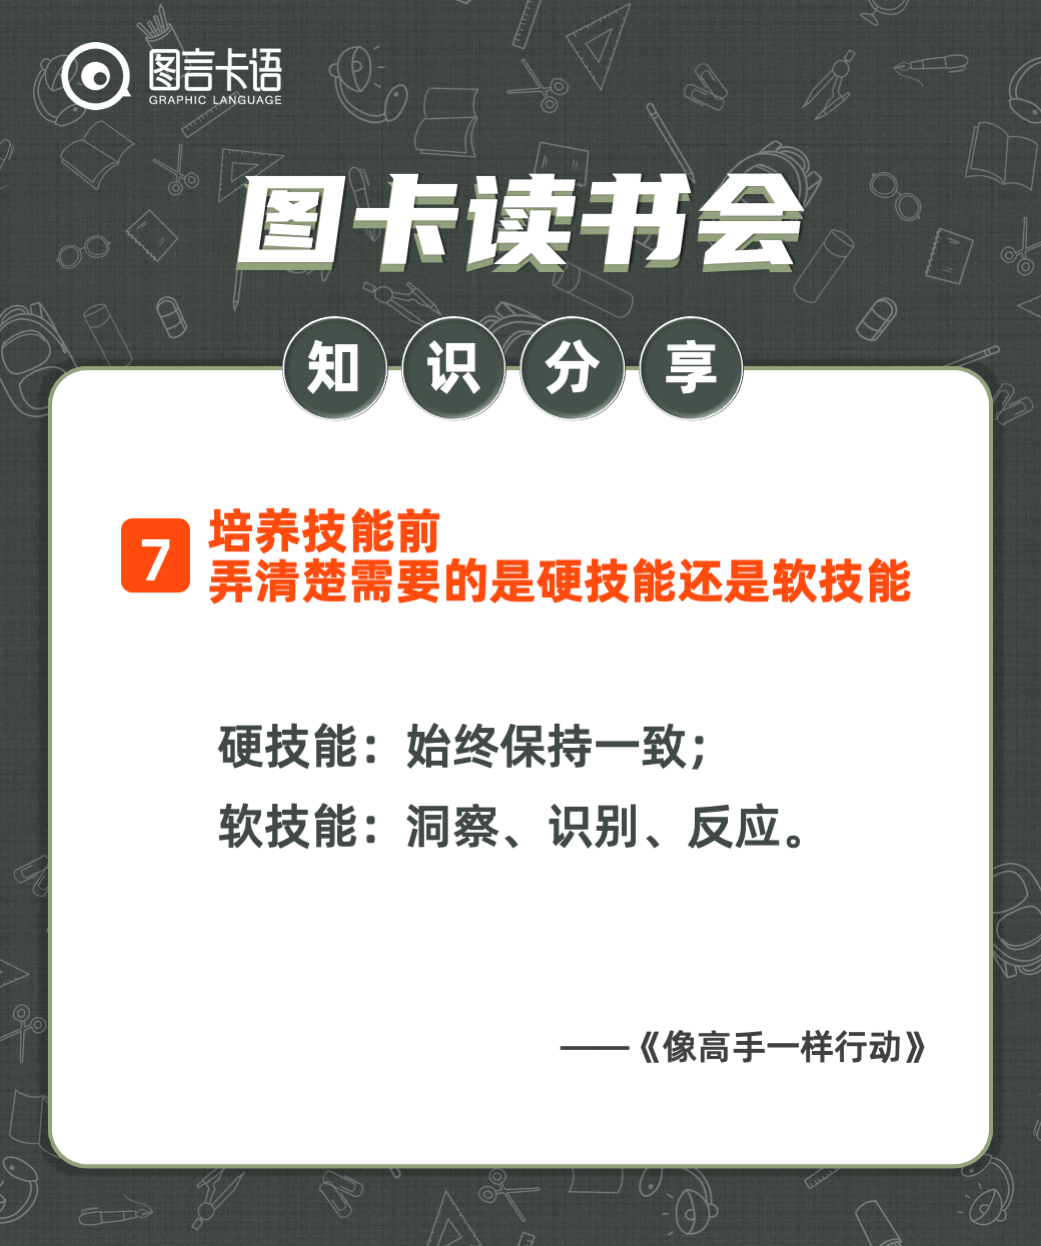 图言卡语
GRAPHIC LANGUAGE
图卡读书会
知识分享
7
培养技能前
弄清楚需要的是硬技能还是软技能
硬技能：始终保持一致；
软技能：洞察、识别、反应。
——《像高手一样行动》